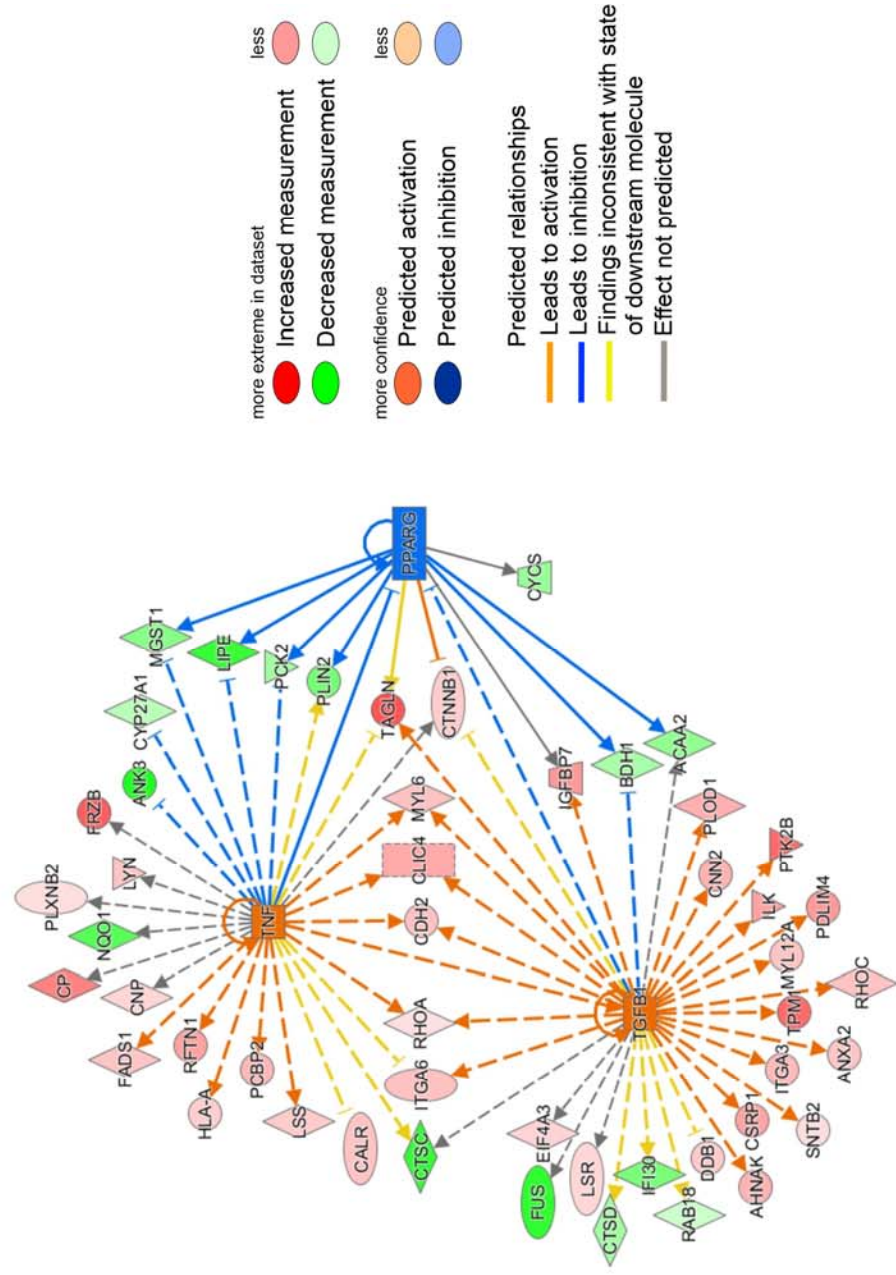 PLXNB2
FRZB
LYN
NQO1
CP
CNP
FADS1
RFTN1
HLA-A
PCBP2
LSS
CALR
CTSC
ANK3
CYP27A1
MGST1
LIPE
PCK2
PLIN2
TNF
PPARG
TAGLN
CTNNB1
MYL6
CLIC4
CDH2
RHOA
ITGA6
CYCS
IGFBP7
BDH1
ACAA2
TGFB1
EIF4A3
FUS
LSR
CTSD
IFI30
RAB18
DDB1
AHNAK
CSRP1
SNTB2
ITGA3
ANXA2
TPM1
RHOC
MYL12A
PDLIM4
ILK
PTK2B
CNN2
PLOD1
more extreme in dataset
less
Increased measurement
Decreased measurement
more confidence
less
Predicted activation
Predicted inhibition
Predicted relationships
Leads to activation
Leads to inhibition
Findings inconsistent with state
of downstream molecule
Effect not predicted